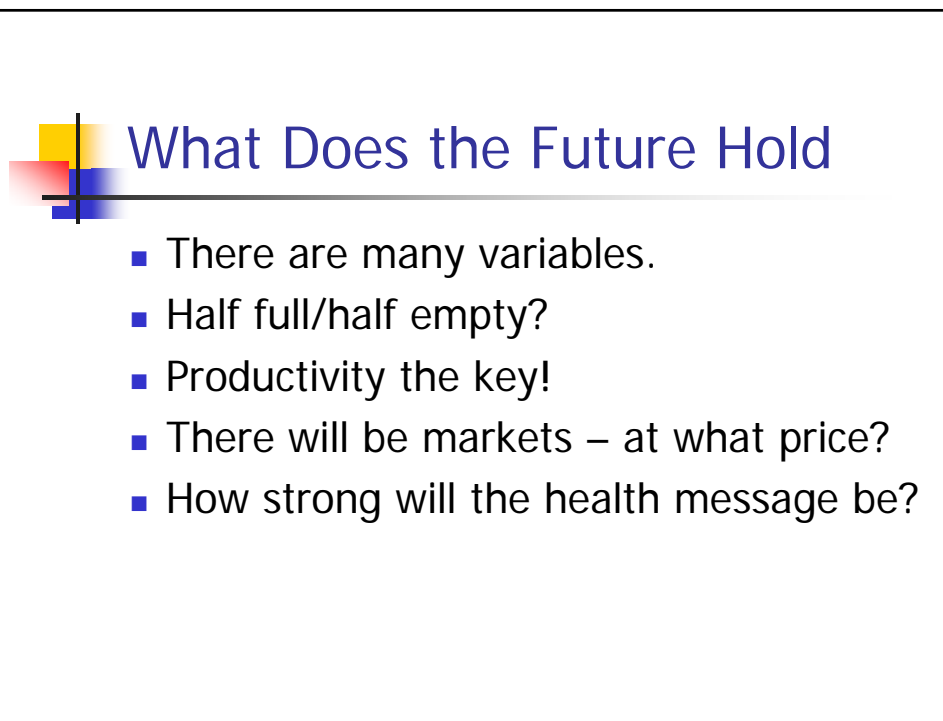 What Does the Future Hold
There are many variables.
Half full/half empty?
Productivity the key!
There will be markets – at what price?
How strong will the health message be?